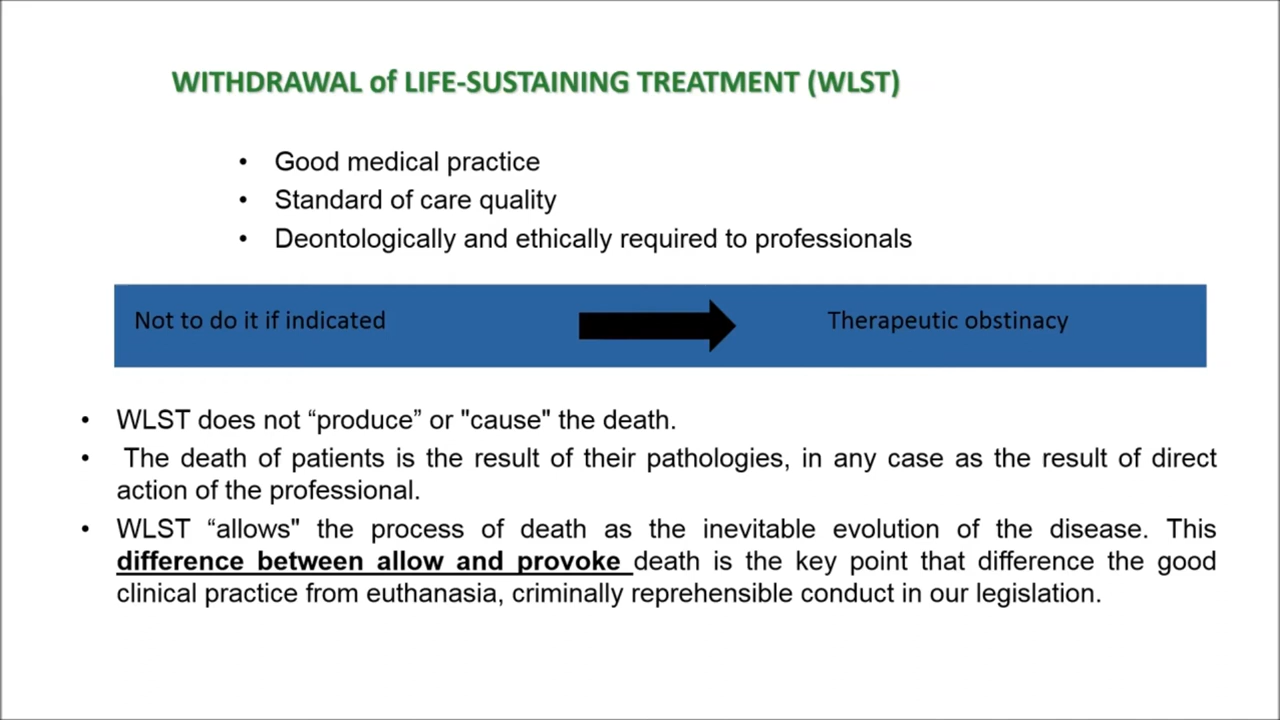 WITHDRAWAL of LIFE-SUSTAINING TREATMENT (WLST)
• Good medical practice
• Standard of care quality
• Deontologically and ethically required to professionals
Not to do it if indicated
Therapeutic obstinacy
• WLST does not “produce” or "cause" the death.
• The death of patients is the result of their pathologies, in any case as the result of direct
action of the professional.
• WLST “allows" the process of death as the inevitable evolution of the disease. This
difference between allow and provoke death is the key point that difference the good
clinical practice from euthanasia, criminally reprehensible conduct in our legislation.